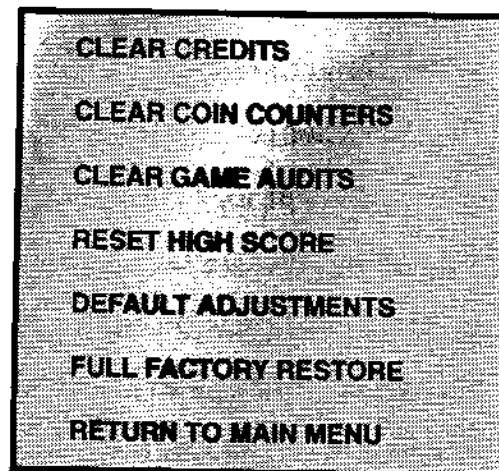 CLEAR CREDITS
CLEAR COIN COUNTERS
CLEAR GAME AUDITS
RESET HIGH SCORE
DEFAULT ADJUSTMENTS
FULL FACTORY RESTORE
RETURN TO MAIN MENU